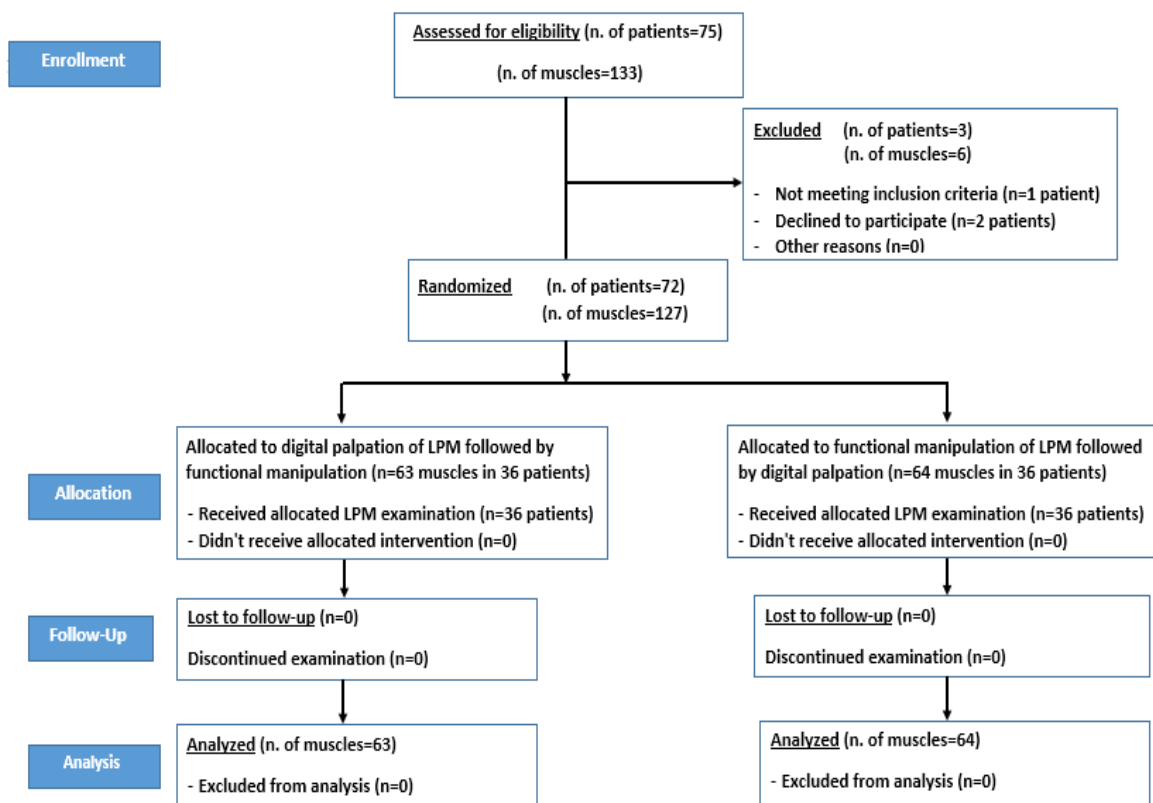 Enrollment
Assessed for eligibility (n. of patients=75)
(n. of muscles=133)
Excluded (n. of patients=3)
(n. of muscles=6)
- Not meeting inclusion criteria (n=1 patient)
- Declined to participate (n=2 patients)
- Other reasons (n=0)
Randomized (n. of patients=72)
(n. of muscles=127)
Allocation
Allocated to digital palpation of LPM followed by
functional manipulation (n=63 muscles in 36 patients)
- Received allocated LPM examination (n=36 patients)
- Didn't receive allocated intervention (n=0)
Allocated to functional manipulation of LPM followed
by digital palpation (n=64 muscles in 36 patients)
- Received allocated LPM examination (n=36 patients)
- Didn't receive allocated intervention (n=0)
Follow-Up
Lost to follow-up (n=0)
Discontinued examination (n=0)
Lost to follow-up (n=0)
Discontinued examination (n=0)
Analysis
Analyzed (n. of muscles=63)
- Excluded from analysis (n=0)
Analyzed (n. of muscles=64)
- Excluded from analysis (n=0)